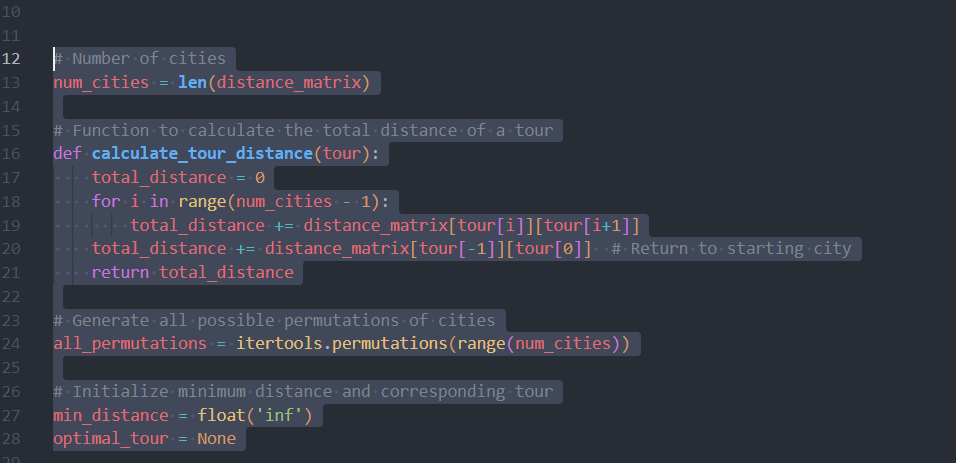 10
11
12 # Number of cities
13 num_cities = len(distance_matrix)
14
15 # Function to calculate the total distance of a tour
16 def calculate_tour_distance(tour):
17     total_distance = 0
18     for i in range(num_cities - 1):
19         total_distance += distance_matrix[tour[i]][tour[i+1]]
20     total_distance += distance_matrix[tour[-1]][tour[0]]  # Return to starting city
21     return total_distance
22
23 # Generate all possible permutations of cities
24 all_permutations = itertools.permutations(range(num_cities))
25
26 # Initialize minimum distance and corresponding tour
27 min_distance = float('inf')
28 optimal_tour = None
29